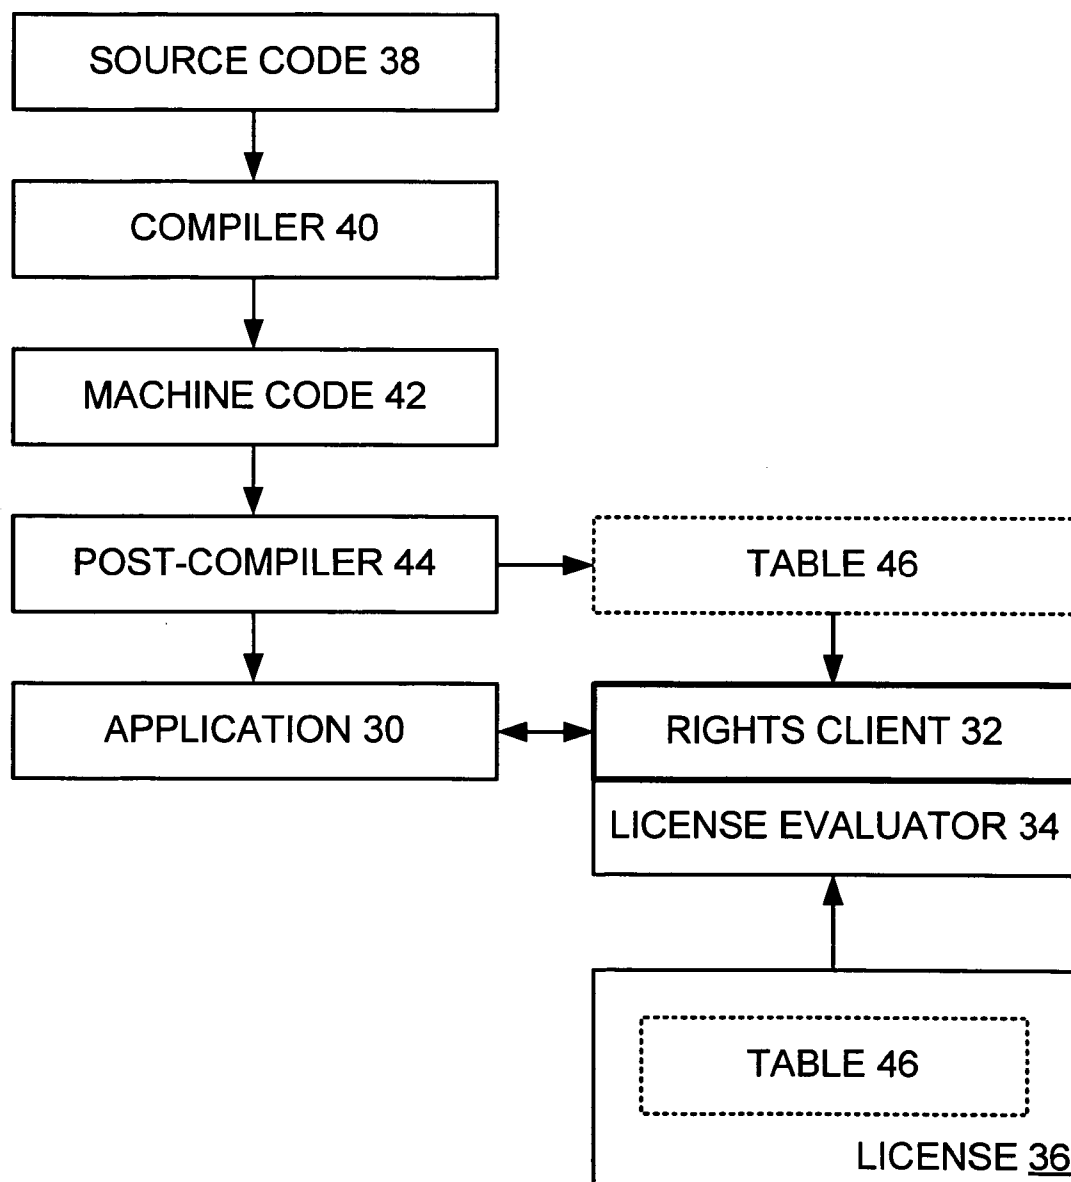 SOURCE CODE 38
COMPILER 40
MACHINE CODE 42
POST-COMPILER 44
TABLE 46
APPLICATION 30
RIGHTS CLIENT 32
LICENSE EVALUATOR 34
TABLE 46
LICENSE 36